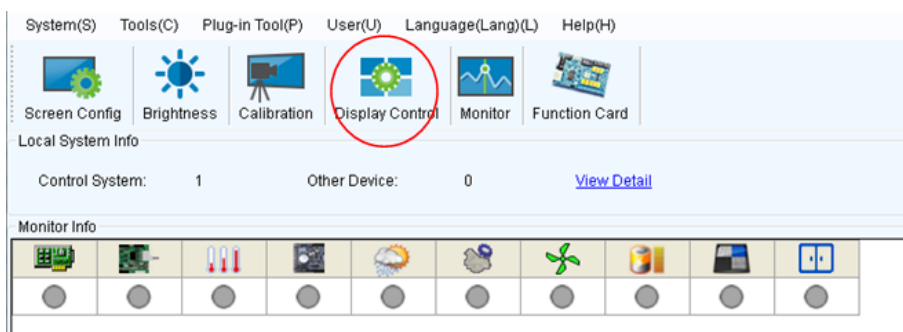 System(S) Tools(C) Plug-in Tool(P) User(U) Language(Lang)(L) Help(H)
Screen Config Brightness Calibration Display Control Monitor Function Card
Local System Info
Control System: 1 Other Device: 0 View Detail
Monitor Info